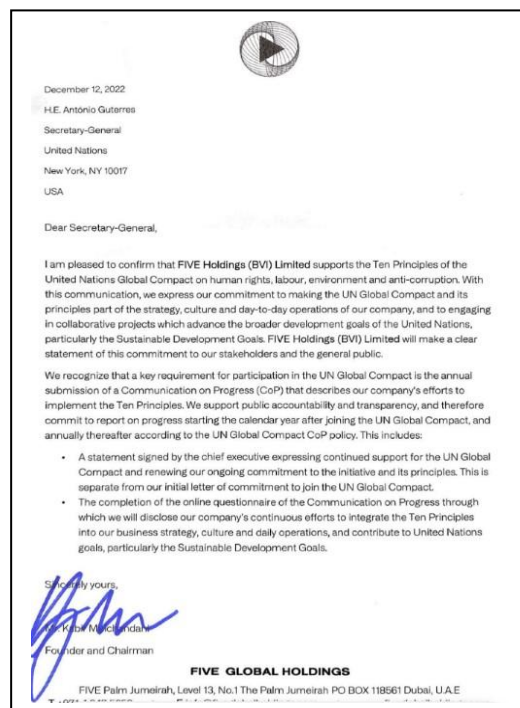 December 12, 2022
H.E. António Guterres
Secretary-General
United Nations
New York, NY 10017
USA
Dear Secretary-General,
I am pleased to confirm that FIVE Holdings (BVI) Limited supports the Ten Principles of the
United Nations Global Compact on human rights, labour, environment and anti-corruption. With
this communication, we express our commitment to making the UN Global Compact and its
principles part of the strategy, culture and day-to-day operations of our company, and to engaging
in collaborative projects which advance the broader development goals of the United Nations,
particularly the Sustainable Development Goals. FIVE Holdings (BVI) Limited will make a clear
statement of this commitment to our stakeholders and the general public.
We recognize that a key requirement for participation in the UN Global Compact is the annual
submission of a Communication on Progress (CoP) that describes our company's efforts to
implement the Ten Principles. We support public accountability and transparency, and therefore
commit to report on progress starting the calendar year after joining the UN Global Compact, and
annually thereafter according to the UN Global Compact CoP policy. This includes:
• A statement signed by the chief executive expressing continued support for the UN Global
Compact and renewing our ongoing commitment to the initiative and its principles. This is
separate from our initial letter of commitment to join the UN Global Compact.
• The completion of the online questionnaire of the Communication on Progress through
which we will disclose our company's continuous efforts to integrate the Ten Principles
into our business strategy, culture and daily operations, and contribute to United Nations
goals, particularly the Sustainable Development Goals.
Sincerely yours,
Mr. Kabir Mulchandani
Founder and Chairman
FIVE GLOBAL HOLDINGS
FIVE Palm Jumeirah, Level 13, No.1 The Palm Jumeirah PO BOX 118561 Dubai, U.A.E